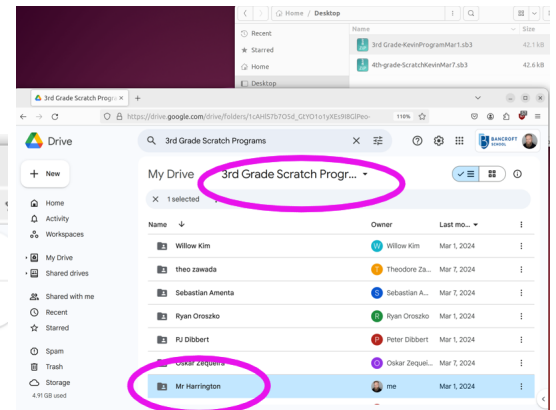 Home / Desktop
Recent
Starred
Home
Desktop
Name
Size
3rd Grade-KevinProgramMar1.sb3
42.1 kB
4th-grade-ScratchKevinMar7.sb3
42.6 kB
3rd Grade Scratch Progra
drive.google.com/drive/folders/
110%
Drive
3rd Grade Scratch Programs
BANCROFT
SCHOOL
New
My Drive
3rd Grade Scratch Progr...
1 selected
Home
Activity
Workspaces
My Drive
Shared drives
Shared with me
Recent
Starred
Spam
Trash
Storage
4.91 GB used
Name
Owner
Last mo...
Willow Kim
W Willow Kim
Mar 1, 2024
theo zawada
T Theodore Za...
Mar 7, 2024
Sebastian Amenta
S Sebastian A...
Mar 7, 2024
Ryan Oroszko
R Ryan Oroszko
Mar 1, 2024
PJ Dibbert
P Peter Dibbert
Mar 1, 2024
Oskar Zequeira
O Oskar Zequei...
Mar 7, 2024
Mr Harrington
me
Mar 1, 2024